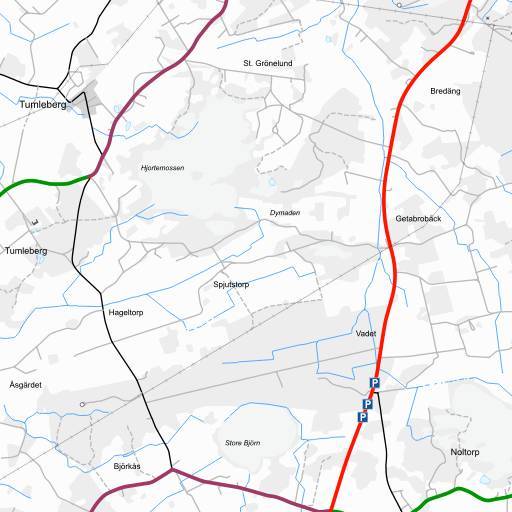 St. Grönelund
Bredäng
Tumleberg
Hjortemossen
Dymaden
Getabrobäck
Tumleberg
Spjutstorp
Hageltorp
Vadet
Åsgärdet
P
P
P
Store Björn
Noltorp
Björkås